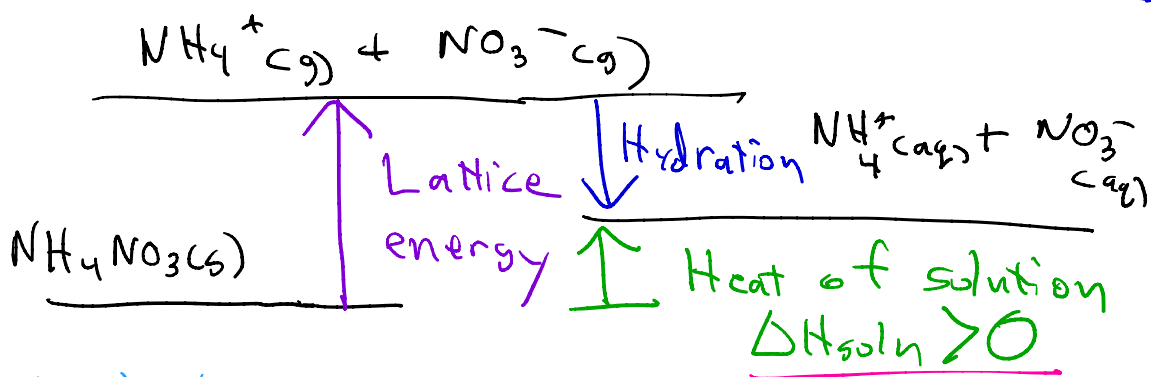 NH4+(g) + NO3-(g)
Hydration
NH4+(aq) + NO3-(aq)
Lattice
energy
NH4NO3(s)
Heat of solution
ΔHsoln >0